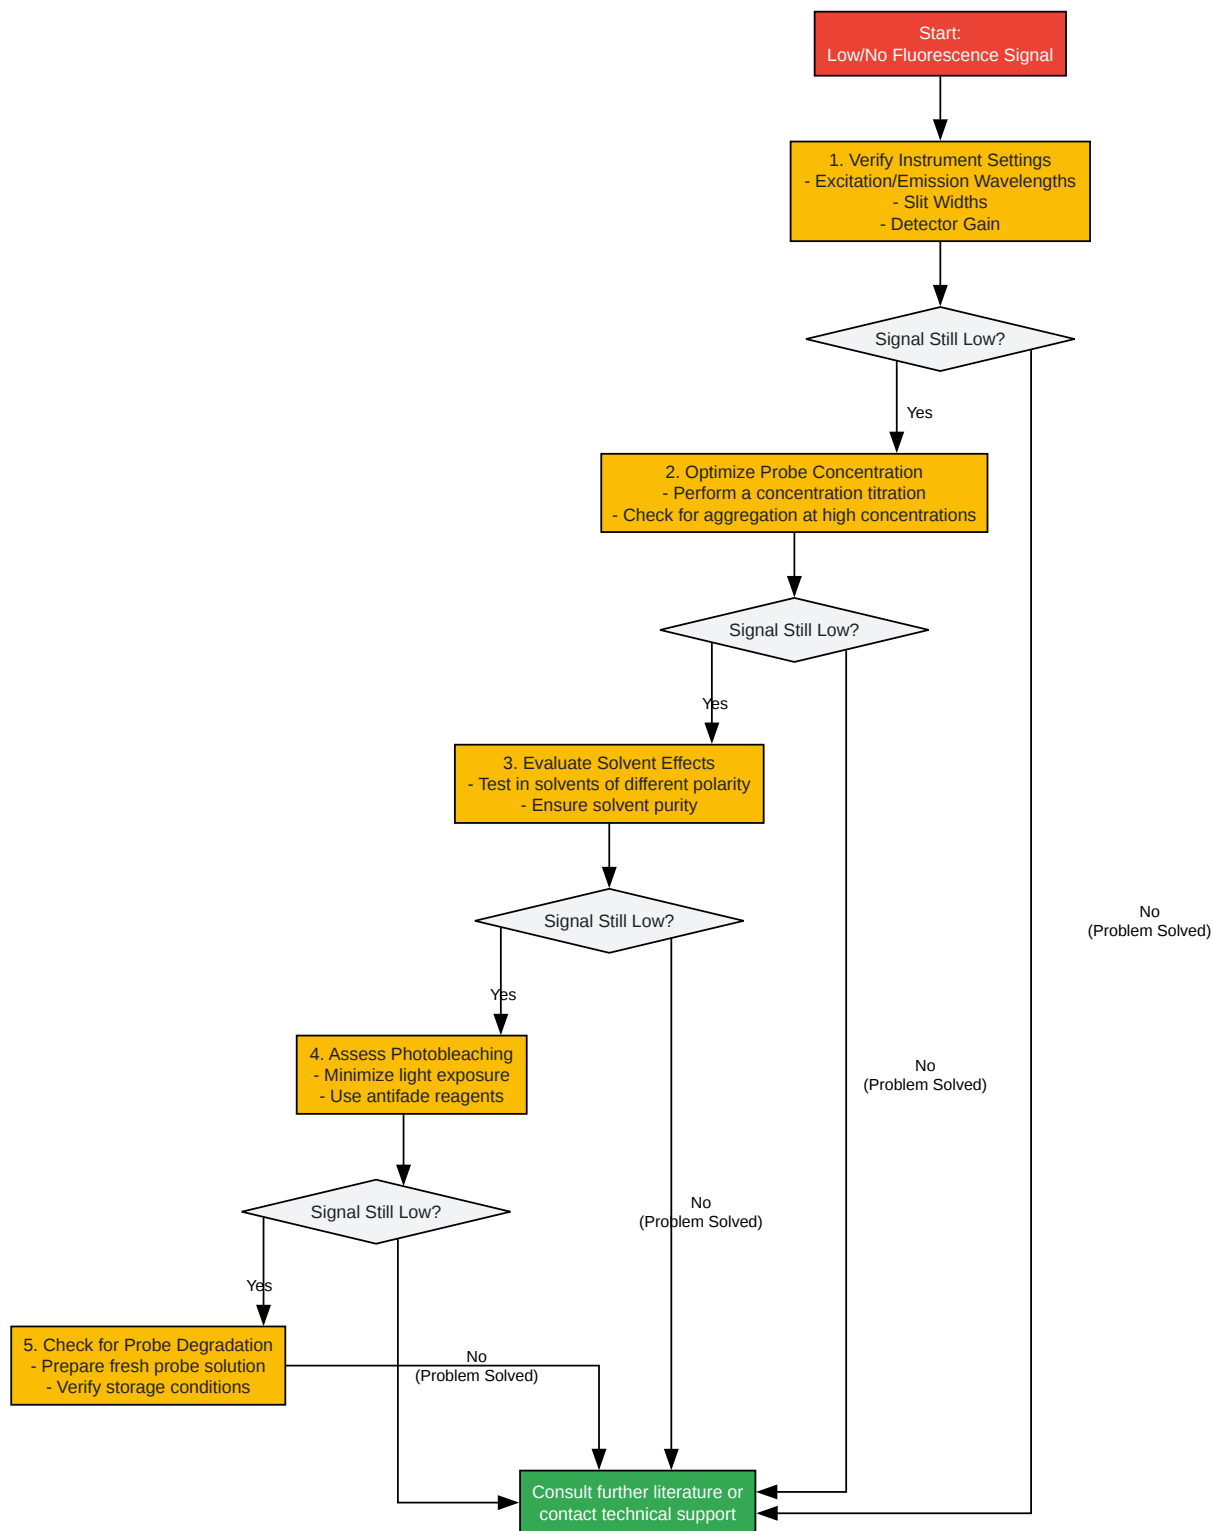 Start:
Low/No Fluorescence Signal
1. Verify Instrument Settings
- Excitation/Emission Wavelengths
- Slit Widths
- Detector Gain
Signal Still Low?
Yes
2. Optimize Probe Concentration
- Perform a concentration titration
- Check for aggregation at high concentrations
Signal Still Low?
Yes
3. Evaluate Solvent Effects
- Test in solvents of different polarity
- Ensure solvent purity
Signal Still Low?
No
(Problem Solved)
Yes
4. Assess Photobleaching
- Minimize light exposure
- Use antifade reagents
No
(Problem Solved)
Signal Still Low?
No
(Problem Solved)
Yes
5. Check for Probe Degradation
- Prepare fresh probe solution
- Verify storage conditions
No
(Problem Solved)
Consult further literature or
contact technical support